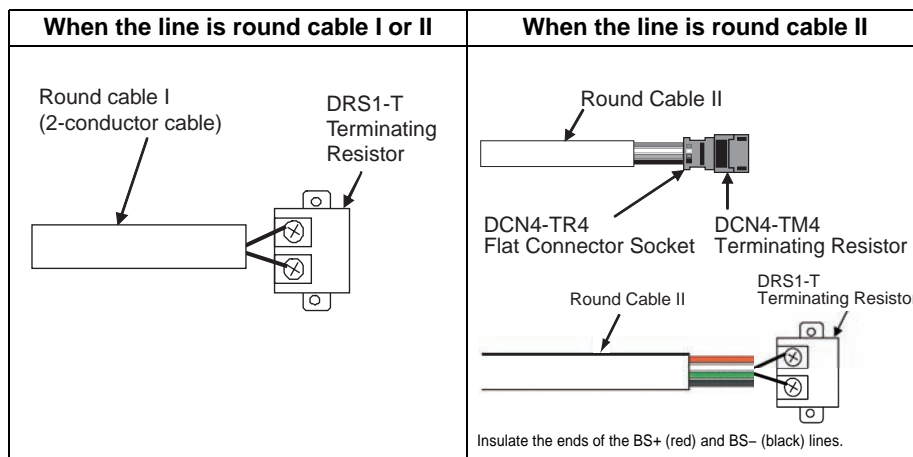 When the line is round cable I or II
When the line is round cable II
Round cable I
(2-conductor cable)
DRS1-T
Terminating
Resistor
Round Cable II
DCN4-TR4
Flat Connector Socket
DCN4-TM4
Terminating Resistor
Round Cable II
DRS1-T
Terminating Resistor
Insulate the ends of the BS+ (red) and BS− (black) lines.